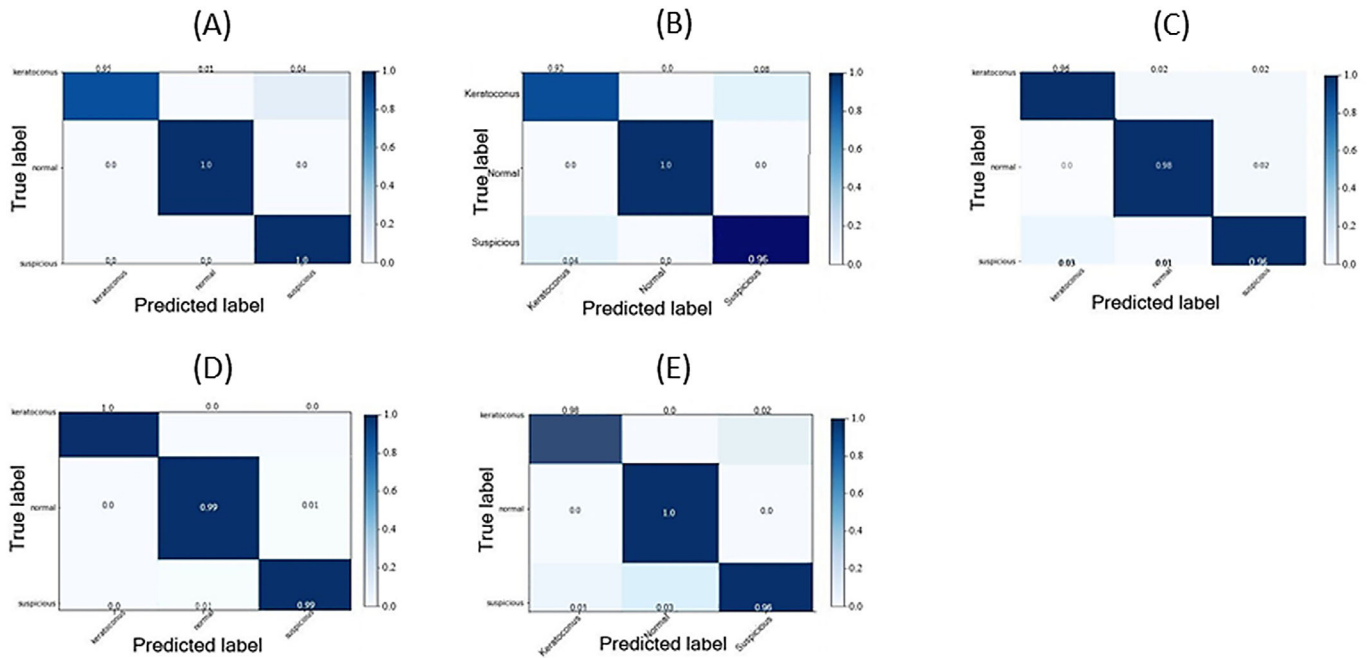 (A)
keratoconus 0.95 0.01 0.04
normal 0.0 1.0 0.0
suspicious 0.0 0.0 1.0
keratoconus normal suspicious
True label
Predicted label
1.0
0.8
0.6
0.4
0.2
0.0
(B)
Keratoconus 0.92 0.0 0.08
Normal 0.0 1.0 0.0
Suspicious 0.04 0.0 0.96
Keratoconus Normal Suspicious
True label
Predicted label
1.0
0.8
0.6
0.4
0.2
0.0
(C)
keratoconus 0.96 0.02 0.02
normal 0.0 0.98 0.02
suspicious 0.03 0.01 0.96
keratoconus normal suspicious
True label
Predicted label
1.0
0.8
0.6
0.4
0.2
0.0
(D)
keratoconus 1.0 0.0 0.0
normal 0.0 0.99 0.01
suspicious 0.0 0.01 0.99
keratoconus normal suspicious
True label
Predicted label
1.0
0.8
0.6
0.4
0.2
0.0
(E)
keratoconus 0.98 0.0 0.02
normal 0.0 1.0 0.0
suspicious 0.01 0.03 0.96
Keratoconus Normal Suspicious
True label
Predicted label
1.0
0.8
0.6
0.4
0.2
0.0